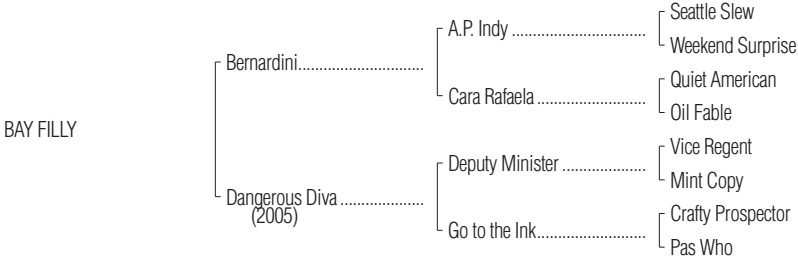 Seattle Slew
A.P. Indy ................................
Weekend Surprise
Bernardini..............................
Quiet American
Cara Rafaela ..........................
Oil Fable
BAY FILLY
Vice Regent
Deputy Minister ....................
Mint Copy
Dangerous Diva ....................
(2005)
Crafty Prospector
Go to the Ink..........................
Pas Who